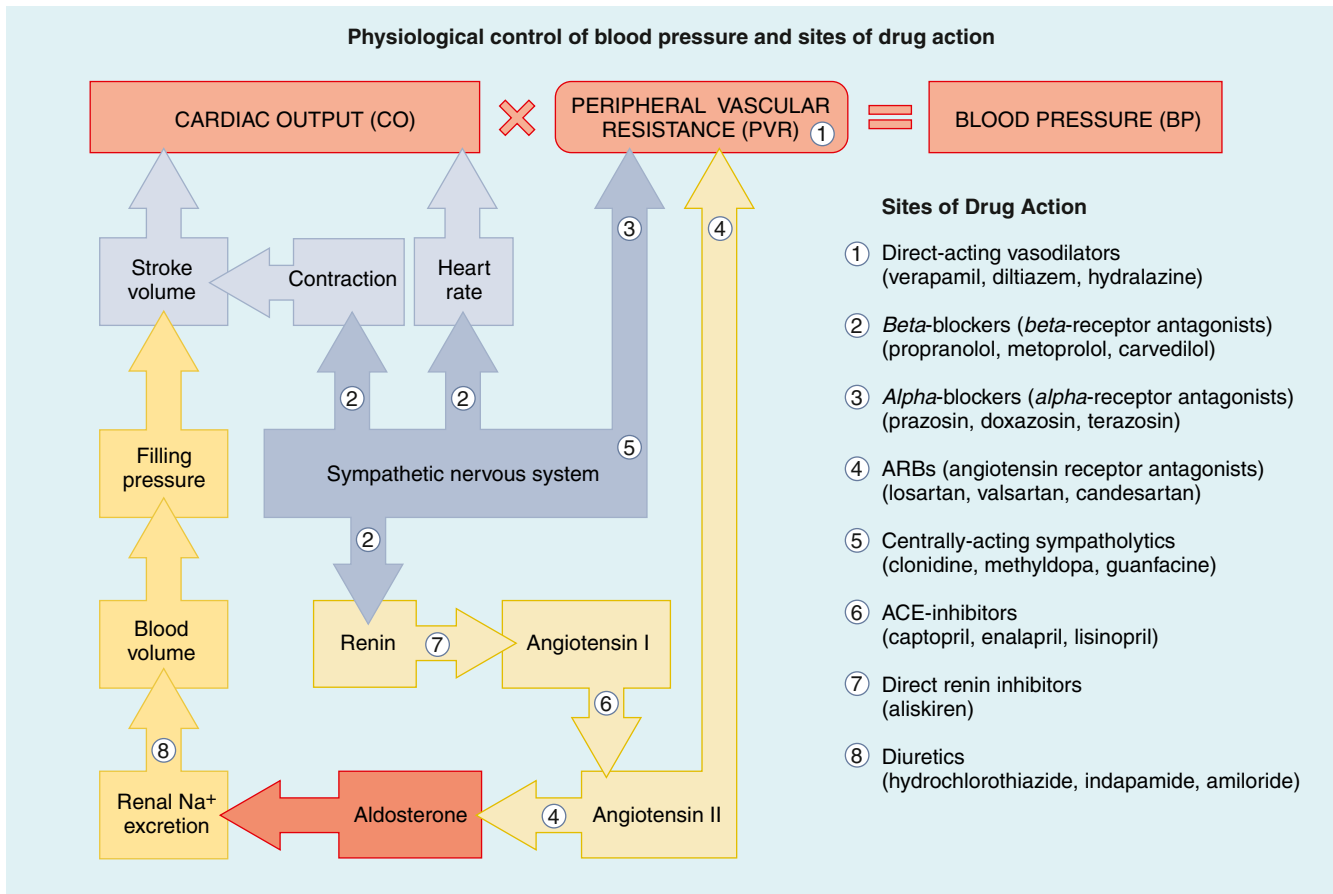 Physiological control of blood pressure and sites of drug action
CARDIAC OUTPUT (CO)
PERIPHERAL VASCULAR
RESISTANCE (PVR) 1
=
BLOOD PRESSURE (BP)
Stroke
volume
Contraction
Heart
rate
3
4
2
2
5
Filling
pressure
Sympathetic nervous system
2
Blood
volume
Renin
7
Angiotensin I
6
8
Renal Na+
excretion
Aldosterone
4
Angiotensin II
Sites of Drug Action
1 Direct-acting vasodilators
(verapamil, diltiazem, hydralazine)
2 Beta-blockers (beta-receptor antagonists)
(propranolol, metoprolol, carvedilol)
3 Alpha-blockers (alpha-receptor antagonists)
(prazosin, doxazosin, terazosin)
4 ARBs (angiotensin receptor antagonists)
(losartan, valsartan, candesartan)
5 Centrally-acting sympatholytics
(clonidine, methyldopa, guanfacine)
6 ACE-inhibitors
(captopril, enalapril, lisinopril)
7 Direct renin inhibitors
(aliskiren)
8 Diuretics
(hydrochlorothiazide, indapamide, amiloride)